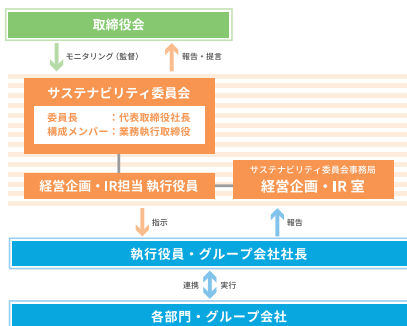 取締役会
モニタリング（監督）
報告・提言
サステナビリティ委員会
委員長　　　：代表取締役社長
構成メンバー：業務執行取締役
経営企画・IR担当 執行役員
サステナビリティ委員会事務局
経営企画・IR 室
指示
報告
執行役員・グループ会社社長
連携
実行
各部門・グループ会社